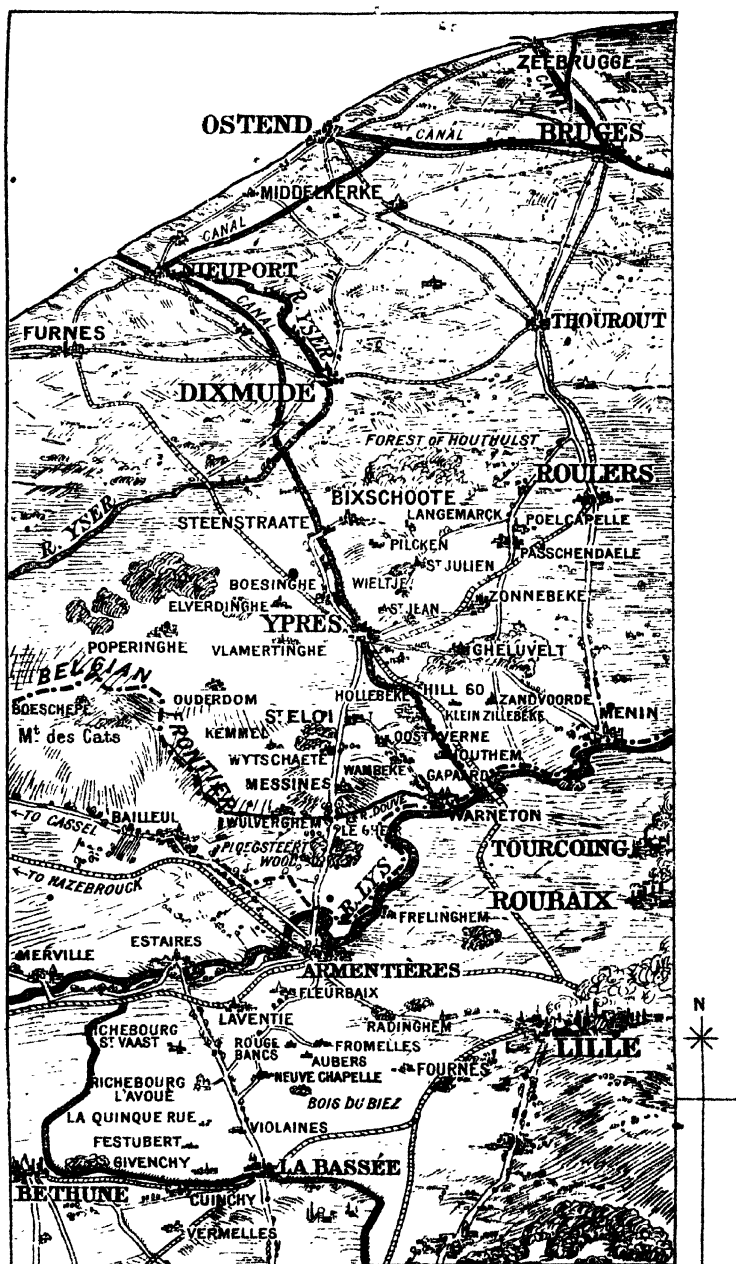 ZEEBRUGGE
CANAL
OSTEND
CANAL
BRUGES
MIDDELKERKE
CANAL
NIEUPORT
CANAL
R. YSER
THOUROUT
FURNES
DIXMUDE
FOREST OF HOUTHULST
ROULERS
BIXSCHOOTE
LANGEMARCK
POELCAPELLE
STEENSTRAATE
R. YSER
PILCKEN
PASSCHENDAELE
ST JULIEN
BOESINGHE
WIELTJE
ZONNEBEKE
ELVERDINGHE
ST JEAN
YPRES
POPERINGHE
VLAMERTINGHE
GHELUVELT
BELGIAN
FRONTIER
OUDERDOM
HOLLEBEKE
HILL 60
ZANDVOORDE
BOESCHEPE
KLEIN ZILLEBEKE
MENIN
Mt. des Cats
KEMMEL
ST ELOI
OOSTAVERNE
WYTSCHAETE
HOUTHEM
WAMBEKE
GAPAARD
MESSINES
←TO CASSEL
BAILLEUL
WULVERGHEM
R. DOUVE
WARNETON
LE GHEER
PLOEGSTEERT
WOOD
TOURCOING
←TO HAZEBROUCK
R. LYS
ROUBAIX
FRELINGHEM
MERVILLE
ESTAIRES
ARMENTIÈRES
FLEURBAIX
N
LAVENTIE
RADINGHEM
RICHEBOURG
ST VAAST
ROUGE
BANCS
FROMELLES
LILLE
AUBERS
FOURNES
NEUVE CHAPELLE
RICHEBOURG
L'AVOUÉ
BOIS DU BIEZ
LA QUINQUE RUE
VIOLAINES
FESTUBERT
GIVENCHY
LA BASSÉE
BETHUNE
CUINCHY
VERMELLES